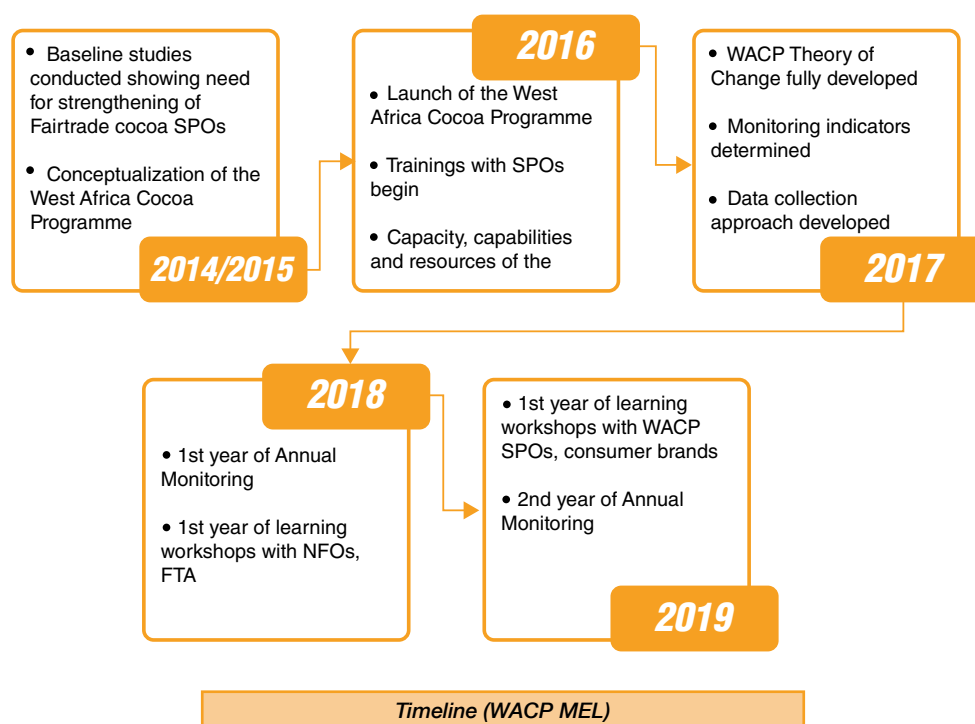 • Baseline studies
conducted showing need
for strengthening of
Fairtrade cocoa SPOs
• Conceptualization of the
West Africa Cocoa
Programme
2014/2015
2016
• Launch of the West
Africa Cocoa Programme
• Trainings with SPOs
begin
• Capacity, capabilities
and resources of the
• WACP Theory of
Change fully developed
• Monitoring indicators
determined
• Data collection
approach developed
2017
2018
• 1st year of Annual
Monitoring
• 1st year of learning
workshops with NFOs,
FTA
• 1st year of learning
workshops with WACP
SPOs, consumer brands
• 2nd year of Annual
Monitoring
2019
Timeline (WACP MEL)